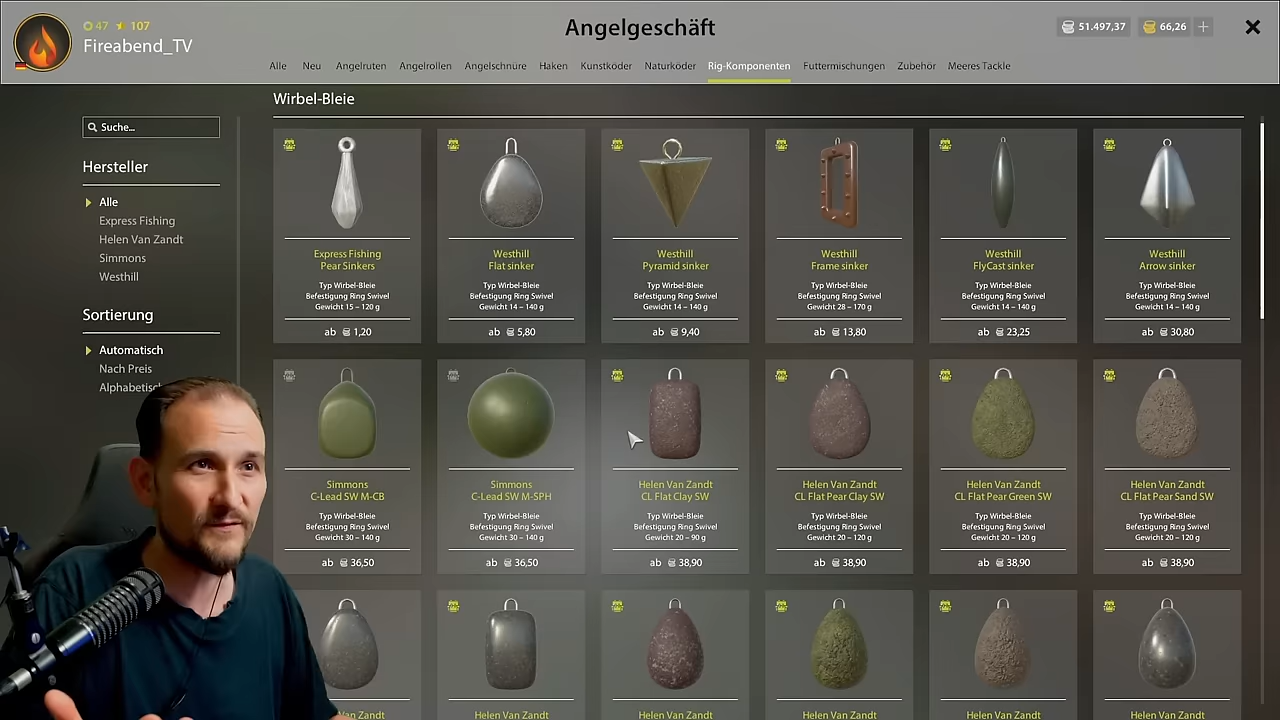 47 107
Fireabend_TV
Angelgeschäft
51.497,37
66,26
Alle Neu Angelruten Angelrollen Angelschnüre Haken Kunstköder Naturköder Rig-Komponenten Futtermischungen Zubehör Meeres Tackle
Suche...
Hersteller
Alle
Express Fishing
Helen Van Zandt
Simmons
Westhill
Sortierung
Automatisch
Nach Preis
Alphabetisch
Wirbel-Bleie
Express Fishing
Pear Sinkers
Typ Wirbel-Bleie
Befestigung Ring Swivel
Gewicht 15 – 120 g
ab 1,20
Westhill
Flat sinker
Typ Wirbel-Bleie
Befestigung Ring Swivel
Gewicht 14 – 140 g
ab 5,80
Westhill
Pyramid sinker
Typ Wirbel-Bleie
Befestigung Ring Swivel
Gewicht 14 – 140 g
ab 9,40
Westhill
Frame sinker
Typ Wirbel-Bleie
Befestigung Ring Swivel
Gewicht 28 – 170 g
ab 13,80
Westhill
FlyCast sinker
Typ Wirbel-Bleie
Befestigung Ring Swivel
Gewicht 14 – 140 g
ab 23,25
Westhill
Arrow sinker
Typ Wirbel-Bleie
Befestigung Ring Swivel
Gewicht 14 – 140 g
ab 30,80
Simmons
C-Lead SW M-CB
Typ Wirbel-Bleie
Befestigung Ring Swivel
Gewicht 30 – 140 g
ab 36,50
Simmons
C-Lead SW M-SPH
Typ Wirbel-Bleie
Befestigung Ring Swivel
Gewicht 30 – 140 g
ab 36,50
Helen Van Zandt
CL Flat Clay SW
Typ Wirbel-Bleie
Befestigung Ring Swivel
Gewicht 20 – 90 g
ab 38,90
Helen Van Zandt
CL Flat Pear Clay SW
Typ Wirbel-Bleie
Befestigung Ring Swivel
Gewicht 20 – 120 g
ab 38,90
Helen Van Zandt
CL Flat Pear Green SW
Typ Wirbel-Bleie
Befestigung Ring Swivel
Gewicht 20 – 120 g
ab 38,90
Helen Van Zandt
CL Flat Pear Sand SW
Typ Wirbel-Bleie
Befestigung Ring Swivel
Gewicht 20 – 120 g
ab 38,90
Van Zandt
Helen Van Zandt
Helen Van Zandt
Helen Van Zandt
Helen Van Zandt
Helen Van Zandt